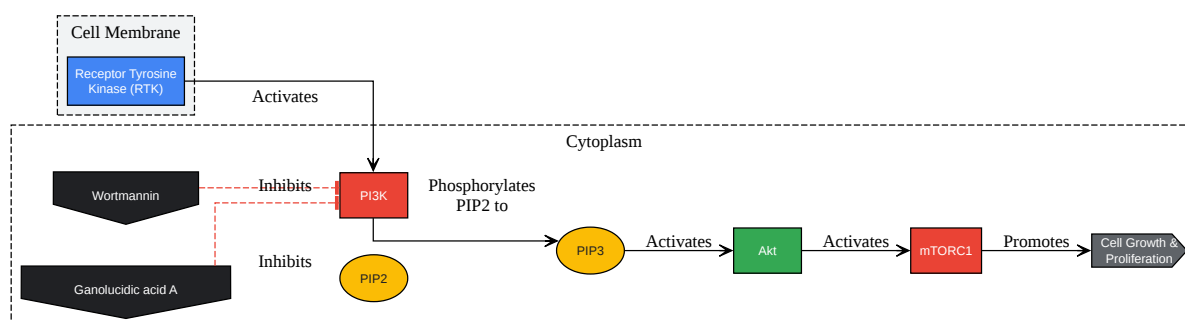 Cell Membrane
Receptor Tyrosine
Kinase (RTK)
Activates
Cytoplasm
Wortmannin
Inhibits
PI3K
Phosphorylates
PIP2 to
PIP3
Activates
Akt
Activates
mTORC1
Promotes
Cell Growth &
Proliferation
Inhibits
PIP2
Ganolucidic acid A